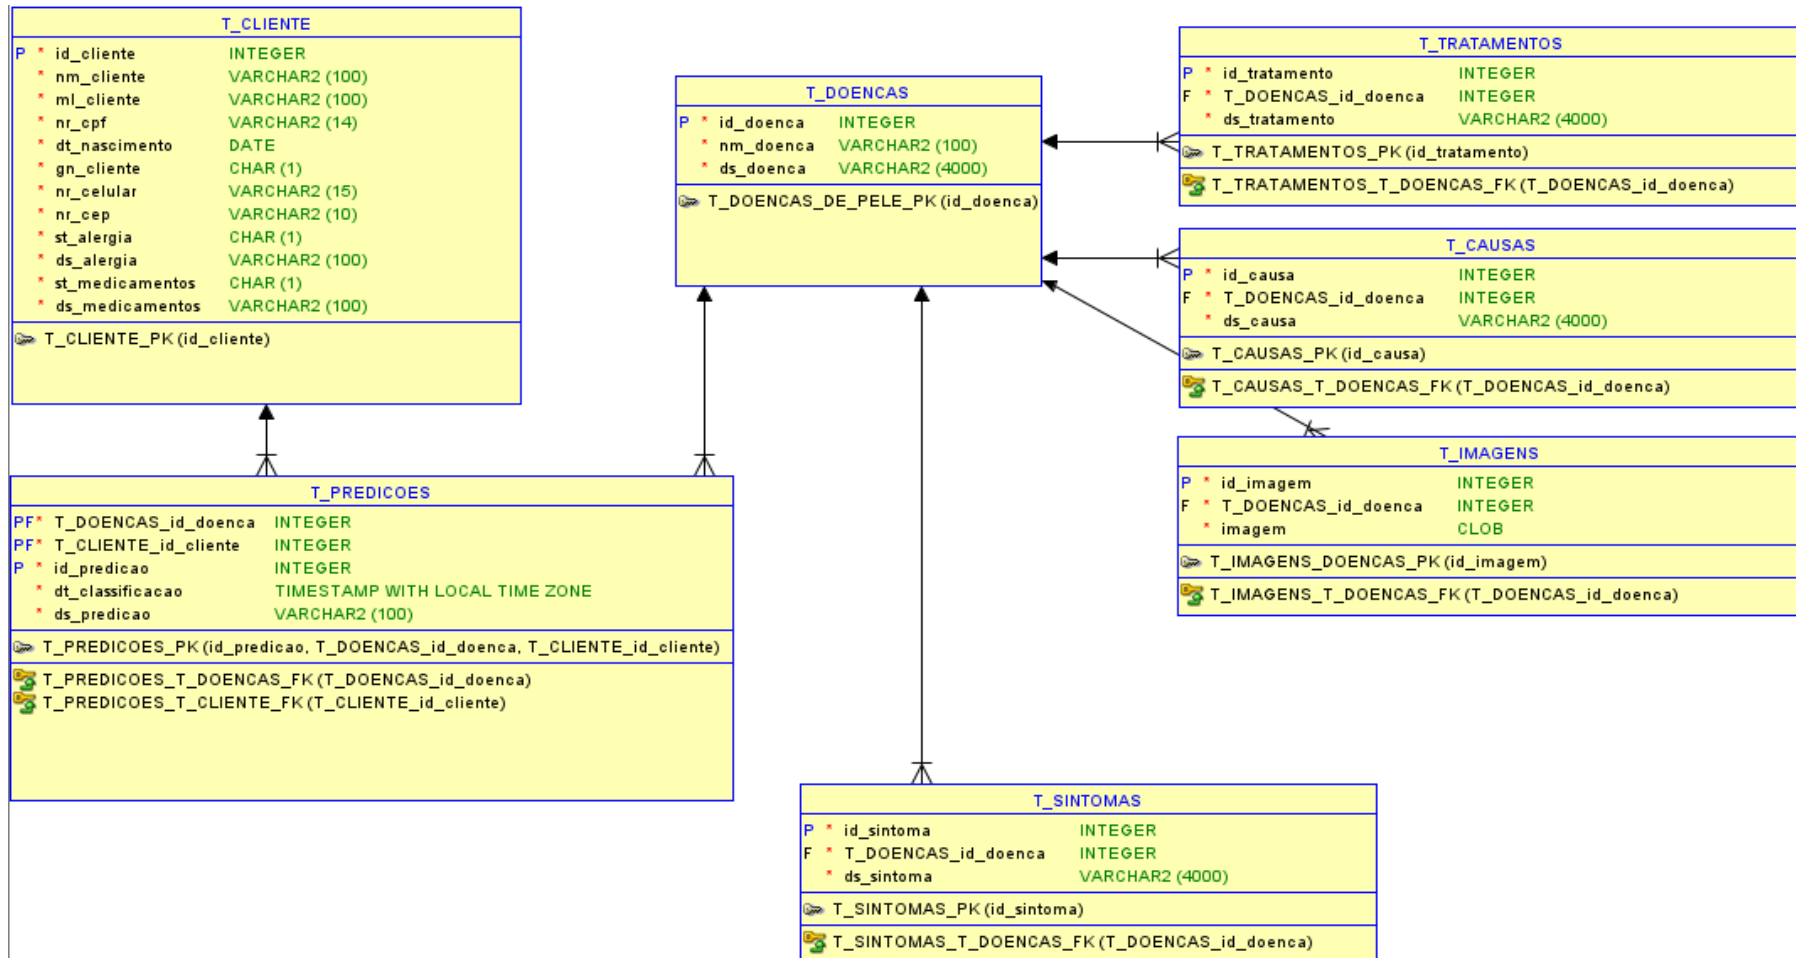 T_CLIENTE
P * id_cliente INTEGER
* nm_cliente VARCHAR2 (100)
* ml_cliente VARCHAR2 (100)
* nr_cpf VARCHAR2 (14)
* dt_nascimento DATE
* gn_cliente CHAR (1)
* nr_celular VARCHAR2 (15)
* nr_cep VARCHAR2 (10)
* st_alergia CHAR (1)
* ds_alergia VARCHAR2 (100)
* st_medicamentos CHAR (1)
* ds_medicamentos VARCHAR2 (100)
T_CLIENTE_PK (id_cliente)
T_DOENCAS
P * id_doenca INTEGER
* nm_doenca VARCHAR2 (100)
* ds_doenca VARCHAR2 (4000)
T_DOENCAS_DE_PELE_PK (id_doenca)
T_TRATAMENTOS
P * id_tratamento INTEGER
F * T_DOENCAS_id_doenca INTEGER
* ds_tratamento VARCHAR2 (4000)
T_TRATAMENTOS_PK (id_tratamento)
T_TRATAMENTOS_T_DOENCAS_FK (T_DOENCAS_id_doenca)
T_CAUSAS
P * id_causa INTEGER
F * T_DOENCAS_id_doenca INTEGER
* ds_causa VARCHAR2 (4000)
T_CAUSAS_PK (id_causa)
T_CAUSAS_T_DOENCAS_FK (T_DOENCAS_id_doenca)
T_IMAGENS
P * id_imagem INTEGER
F * T_DOENCAS_id_doenca INTEGER
* imagem CLOB
T_IMAGENS_DOENCAS_PK (id_imagem)
T_IMAGENS_T_DOENCAS_FK (T_DOENCAS_id_doenca)
T_PREDICOES
PF* T_DOENCAS_id_doenca INTEGER
PF* T_CLIENTE_id_cliente INTEGER
P * id_predicao INTEGER
* dt_classificacao TIMESTAMP WITH LOCAL TIME ZONE
* ds_predicao VARCHAR2 (100)
T_PREDICOES_PK (id_predicao, T_DOENCAS_id_doenca, T_CLIENTE_id_cliente)
T_PREDICOES_T_DOENCAS_FK (T_DOENCAS_id_doenca)
T_PREDICOES_T_CLIENTE_FK (T_CLIENTE_id_cliente)
T_SINTOMAS
P * id_sintoma INTEGER
F * T_DOENCAS_id_doenca INTEGER
* ds_sintoma VARCHAR2 (4000)
T_SINTOMAS_PK (id_sintoma)
T_SINTOMAS_T_DOENCAS_FK (T_DOENCAS_id_doenca)